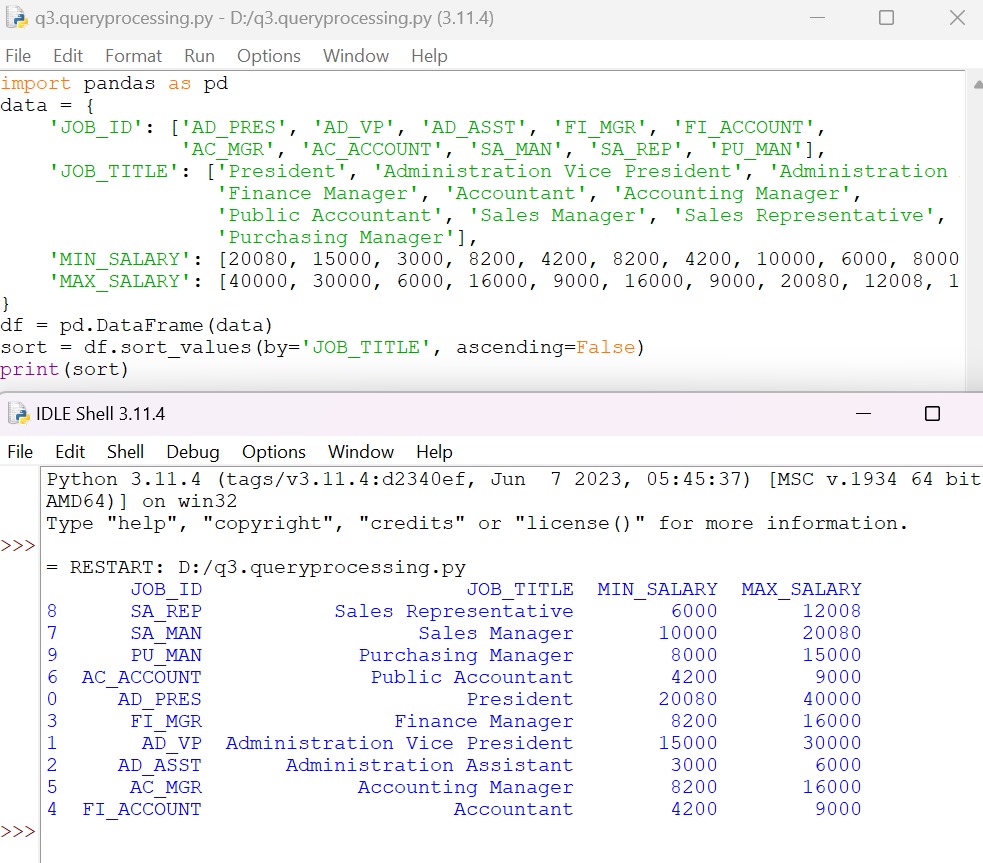 q3.queryprocessing.py - D:/q3.queryprocessing.py (3.11.4)
File Edit Format Run Options Window Help
import pandas as pd
data = {
    'JOB_ID': ['AD_PRES', 'AD_VP', 'AD_ASST', 'FI_MGR', 'FI_ACCOUNT',
               'AC_MGR', 'AC_ACCOUNT', 'SA_MAN', 'SA_REP', 'PU_MAN'],
    'JOB_TITLE': ['President', 'Administration Vice President', 'Administration
                  'Finance Manager', 'Accountant', 'Accounting Manager',
                  'Public Accountant', 'Sales Manager', 'Sales Representative',
                  'Purchasing Manager'],
    'MIN_SALARY': [20080, 15000, 3000, 8200, 4200, 8200, 4200, 10000, 6000, 8000
    'MAX_SALARY': [40000, 30000, 6000, 16000, 9000, 16000, 9000, 20080, 12008, 1
}
df = pd.DataFrame(data)
sort = df.sort_values(by='JOB_TITLE', ascending=False)
print(sort)
IDLE Shell 3.11.4
File Edit Shell Debug Options Window Help
Python 3.11.4 (tags/v3.11.4:d2340ef, Jun  7 2023, 05:45:37) [MSC v.1934 64 bit
AMD64)] on win32
Type "help", "copyright", "credits" or "license()" for more information.
>>>
= RESTART: D:/q3.queryprocessing.py
       JOB_ID                      JOB_TITLE  MIN_SALARY  MAX_SALARY
8      SA_REP           Sales Representative        6000       12008
7      SA_MAN                  Sales Manager       10000       20080
9      PU_MAN             Purchasing Manager        8000       15000
6  AC_ACCOUNT              Public Accountant        4200        9000
0     AD_PRES                      President       20080       40000
3      FI_MGR                Finance Manager        8200       16000
1       AD_VP  Administration Vice President       15000       30000
2     AD_ASST       Administration Assistant        3000        6000
5      AC_MGR             Accounting Manager        8200       16000
4  FI_ACCOUNT                     Accountant        4200        9000
>>>